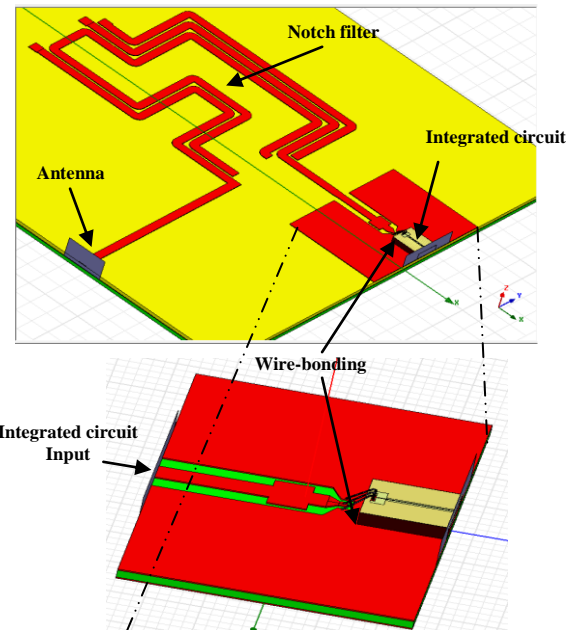 Notch filter
Integrated circuit
Antenna
X
Z
Y
X
Wire-bonding
Integrated circuit
Input